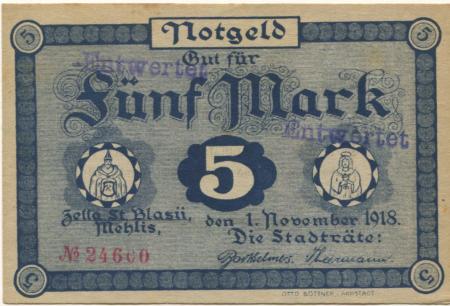 5 Notgeld 5
Gut für
Entwertet
Fünf Mark
Entwertet
5
Zella St. Blasii, den 1. November 1918.
Mehlis, Die Stadträte:
№ 24600
5 5
OTTO BÖTTNER, ARNSTADT